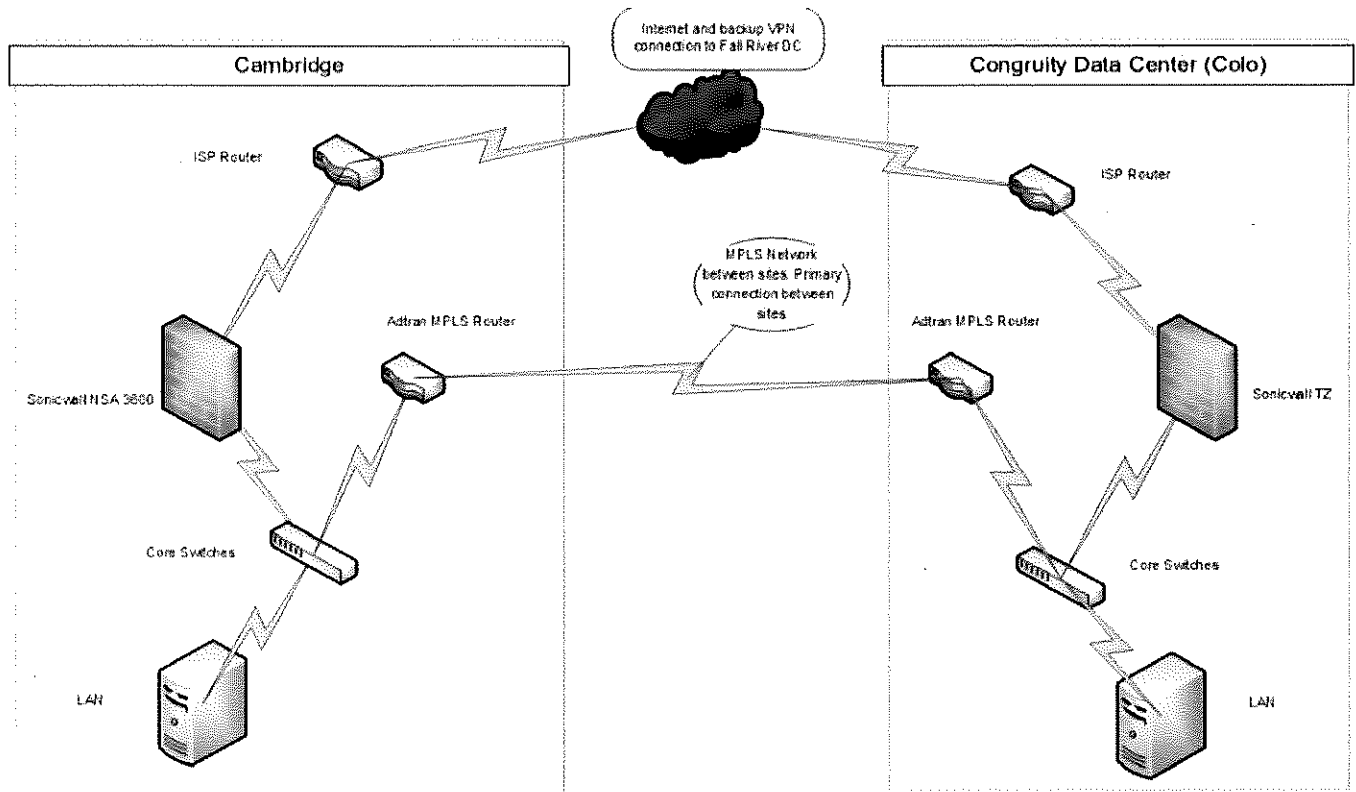 Internet and backup VPN
connection to Fall River DC
Cambridge
Congruity Data Center (Colo)
ISP Router
ISP Router
MPLS Network
between sites. Primary
connection between
sites
Adtran MPLS Router
Adtran MPLS Router
Sonicwall NSA 3600
Sonicwall TZ
Core Switches
Core Switches
LAN
LAN